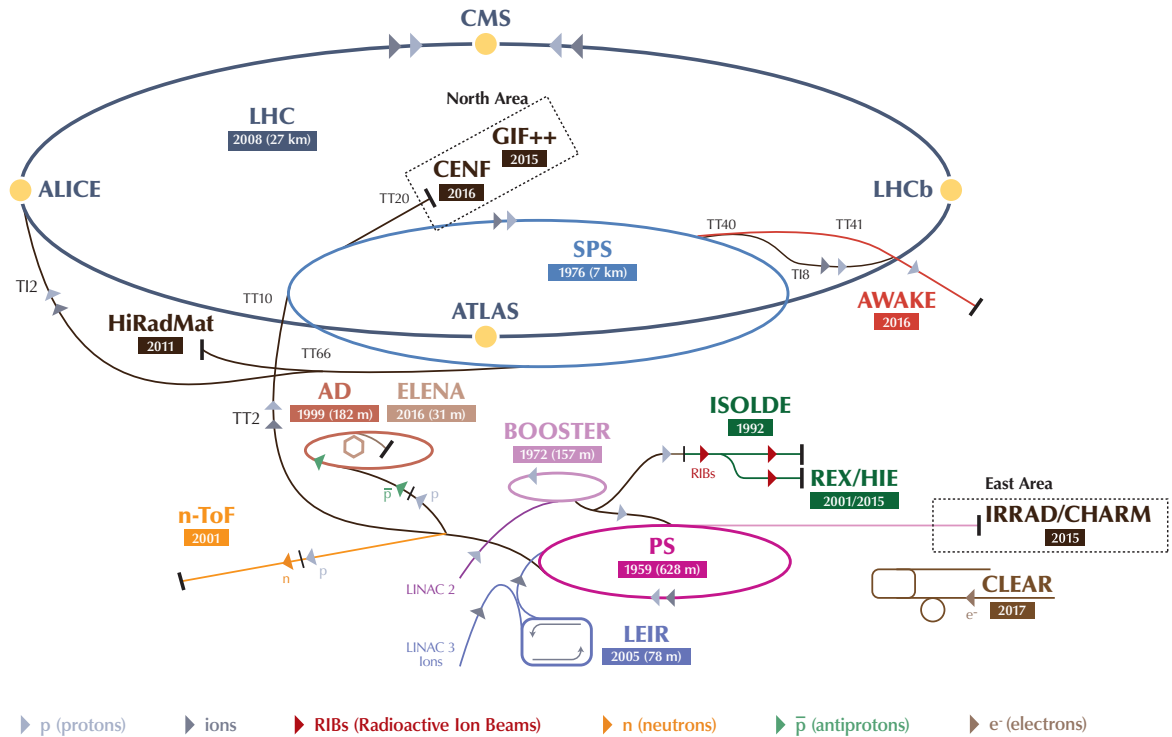 CMS
North Area
LHC
2008 (27 km)
GIF++
2015
CENF
2016
ALICE
TT20
LHCb
TT40
TT41
SPS
1976 (7 km)
TI8
TI2
TT10
AWAKE
2016
ATLAS
HiRadMat
2011
TT66
AD
1999 (182 m)
ELENA
2016 (31 m)
TT2
ISOLDE
1992
BOOSTER
1972 (157 m)
RIBs
REX/HIE
2001/2015
p̅
p
East Area
n-ToF
2001
IRRAD/CHARM
2015
PS
1959 (628 m)
n
p
LINAC 2
CLEAR
2017
e-
LINAC 3
Ions
LEIR
2005 (78 m)
p (protons)
ions
RIBs (Radioactive Ion Beams)
n (neutrons)
p̅ (antiprotons)
e- (electrons)